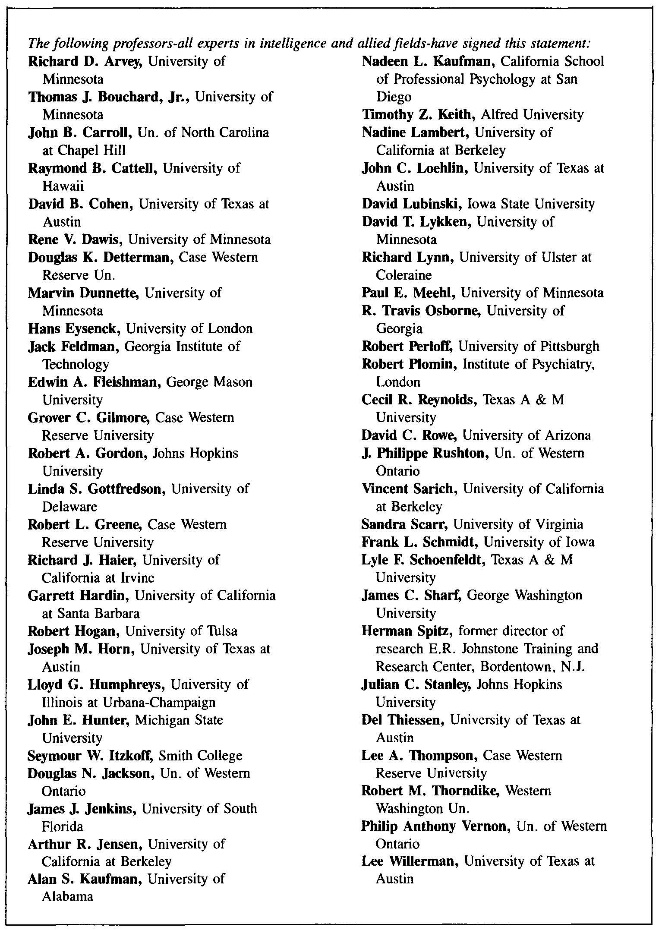 The following professors-all experts in intelligence and allied fields-have signed this statement:
Richard D. Arvey, University of
Minnesota
Thomas J. Bouchard, Jr., University of
Minnesota
John B. Carroll, Un. of North Carolina
at Chapel Hill
Raymond B. Cattell, University of
Hawaii
David B. Cohen, University of Texas at
Austin
Rene V. Dawis, University of Minnesota
Douglas K. Detterman, Case Western
Reserve Un.
Marvin Dunnette, University of
Minnesota
Hans Eysenck, University of London
Jack Feldman, Georgia Institute of
Technology
Edwin A. Fleishman, George Mason
University
Grover C. Gilmore, Case Western
Reserve University
Robert A. Gordon, Johns Hopkins
University
Linda S. Gottfredson, University of
Delaware
Robert L. Greene, Case Western
Reserve University
Richard J. Haier, University of
California at Irvine
Garrett Hardin, University of California
at Santa Barbara
Robert Hogan, University of Tulsa
Joseph M. Horn, University of Texas at
Austin
Lloyd G. Humphreys, University of
Illinois at Urbana-Champaign
John E. Hunter, Michigan State
University
Seymour W. Itzkoff, Smith College
Douglas N. Jackson, Un. of Western
Ontario
James J. Jenkins, University of South
Florida
Arthur R. Jensen, University of
California at Berkeley
Alan S. Kaufman, University of
Alabama
Nadeen L. Kaufman, California School
of Professional Psychology at San
Diego
Timothy Z. Keith, Alfred University
Nadine Lambert, University of
California at Berkeley
John C. Loehlin, University of Texas at
Austin
David Lubinski, Iowa State University
David T. Lykken, University of
Minnesota
Richard Lynn, University of Ulster at
Coleraine
Paul E. Meehl, University of Minnesota
R. Travis Osborne, University of
Georgia
Robert Perloff, University of Pittsburgh
Robert Plomin, Institute of Psychiatry,
London
Cecil R. Reynolds, Texas A & M
University
David C. Rowe, University of Arizona
J. Philippe Rushton, Un. of Western
Ontario
Vincent Sarich, University of California
at Berkeley
Sandra Scarr, University of Virginia
Frank L. Schmidt, University of Iowa
Lyle F. Schoenfeldt, Texas A & M
University
James C. Sharf, George Washington
University
Herman Spitz, former director of
research E.R. Johnstone Training and
Research Center, Bordentown, N.J.
Julian C. Stanley, Johns Hopkins
University
Del Thiessen, University of Texas at
Austin
Lee A. Thompson, Case Western
Reserve University
Robert M. Thorndike, Western
Washington Un.
Philip Anthony Vernon, Un. of Western
Ontario
Lee Willerman, University of Texas at
Austin